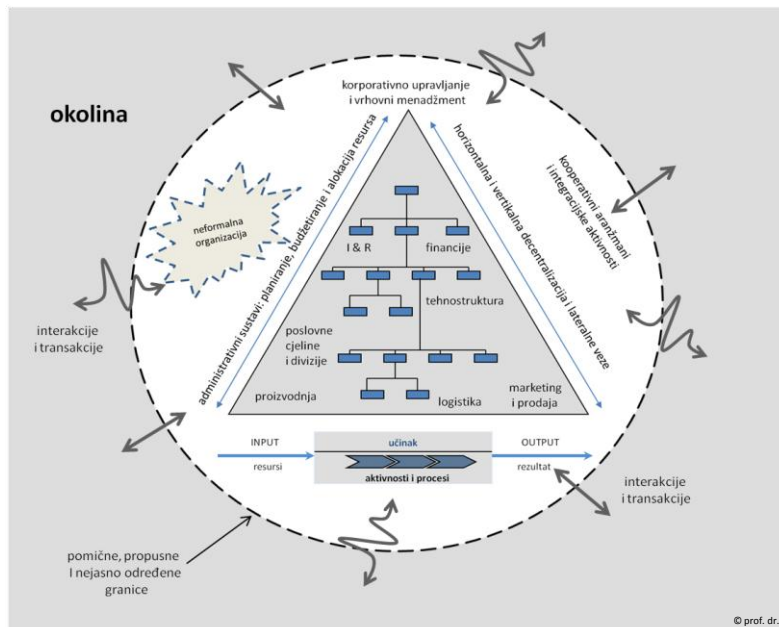 korporativno upravljanje
i vrhovni menadžment
okolina
administrativni sustavi: planiranje, budžetiranje i alokacija resursa
horizontalna i vertikalna decentralizacija i lateralne veze
kooperativni aranžmani
i integracijske aktivnosti
neformalna
organizacija
I & R
financije
tehnostruktura
poslovne
cjeline
i divizije
interakcije
i transakcije
proizvodnja
logistika
marketing
i prodaja
INPUT
resursi
učinak
aktivnosti i procesi
OUTPUT
rezultat
interakcije
i transakcije
pomične, propusne
I nejasno određene
granice
© prof. dr.